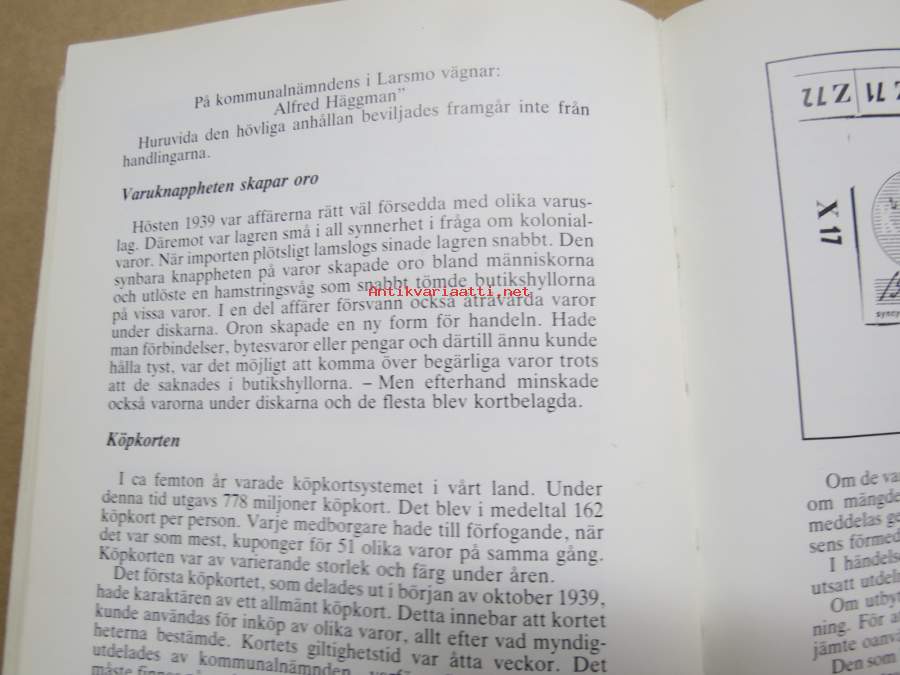 På kommunalnämndens i Larsmo vägnar:
Alfred Häggman"
Huruvida den hövliga anhållan beviljades framgår inte från
handlingarna.
Varuknappheten skapar oro
Hösten 1939 var affärerna rätt väl försedda med olika varus-
lag. Däremot var lagren små i all synnerhet i fråga om kolonial-
varor. När importen plötsligt lamslogs sinade lagren snabbt. Den
synbara knappheten på varor skapade oro bland människorna
och utlöste en hamstringsvåg som snabbt tömde butikshyllorna
på vissa varor. I en del affärer försvann också åtråvärda varor
under diskarna. Oron skapade en ny form för handeln. Hade
man förbindelser, bytesvaror eller pengar och därtill ännu kunde
hålla tyst, var det möjligt att komma över begärliga varor trots
att de saknades i butikshyllorna. – Men efterhand minskade
också varorna under diskarna och de flesta blev kortbelagda.
Köpkorten
I ca femton år varade köpkortsystemet i vårt land. Under
denna tid utgavs 778 miljoner köpkort. Det blev i medeltal 162
köpkort per person. Varje medborgare hade till förfogande, när
det var som mest, kuponger för 51 olika varor på samma gång.
Köpkorten var av varierande storlek och färg under åren.
Det första köpkortet, som delades ut i början av oktober 1939,
hade karaktären av ett allmänt köpkort. Detta innebar att kortet
kunde användas för inköp av olika varor, allt efter vad myndig-
heterna bestämde. Kortets giltighetstid var åtta veckor. Det
utdelades av kommunalnämnden
måste
Antikvariaatti.net
Z 71 Z 72
X 17
Om de va
om mängde
meddelas ge
sens förmed
I händels
utsatt utdel
Om utbyt
ning. För a
jämte oanvä
Den som